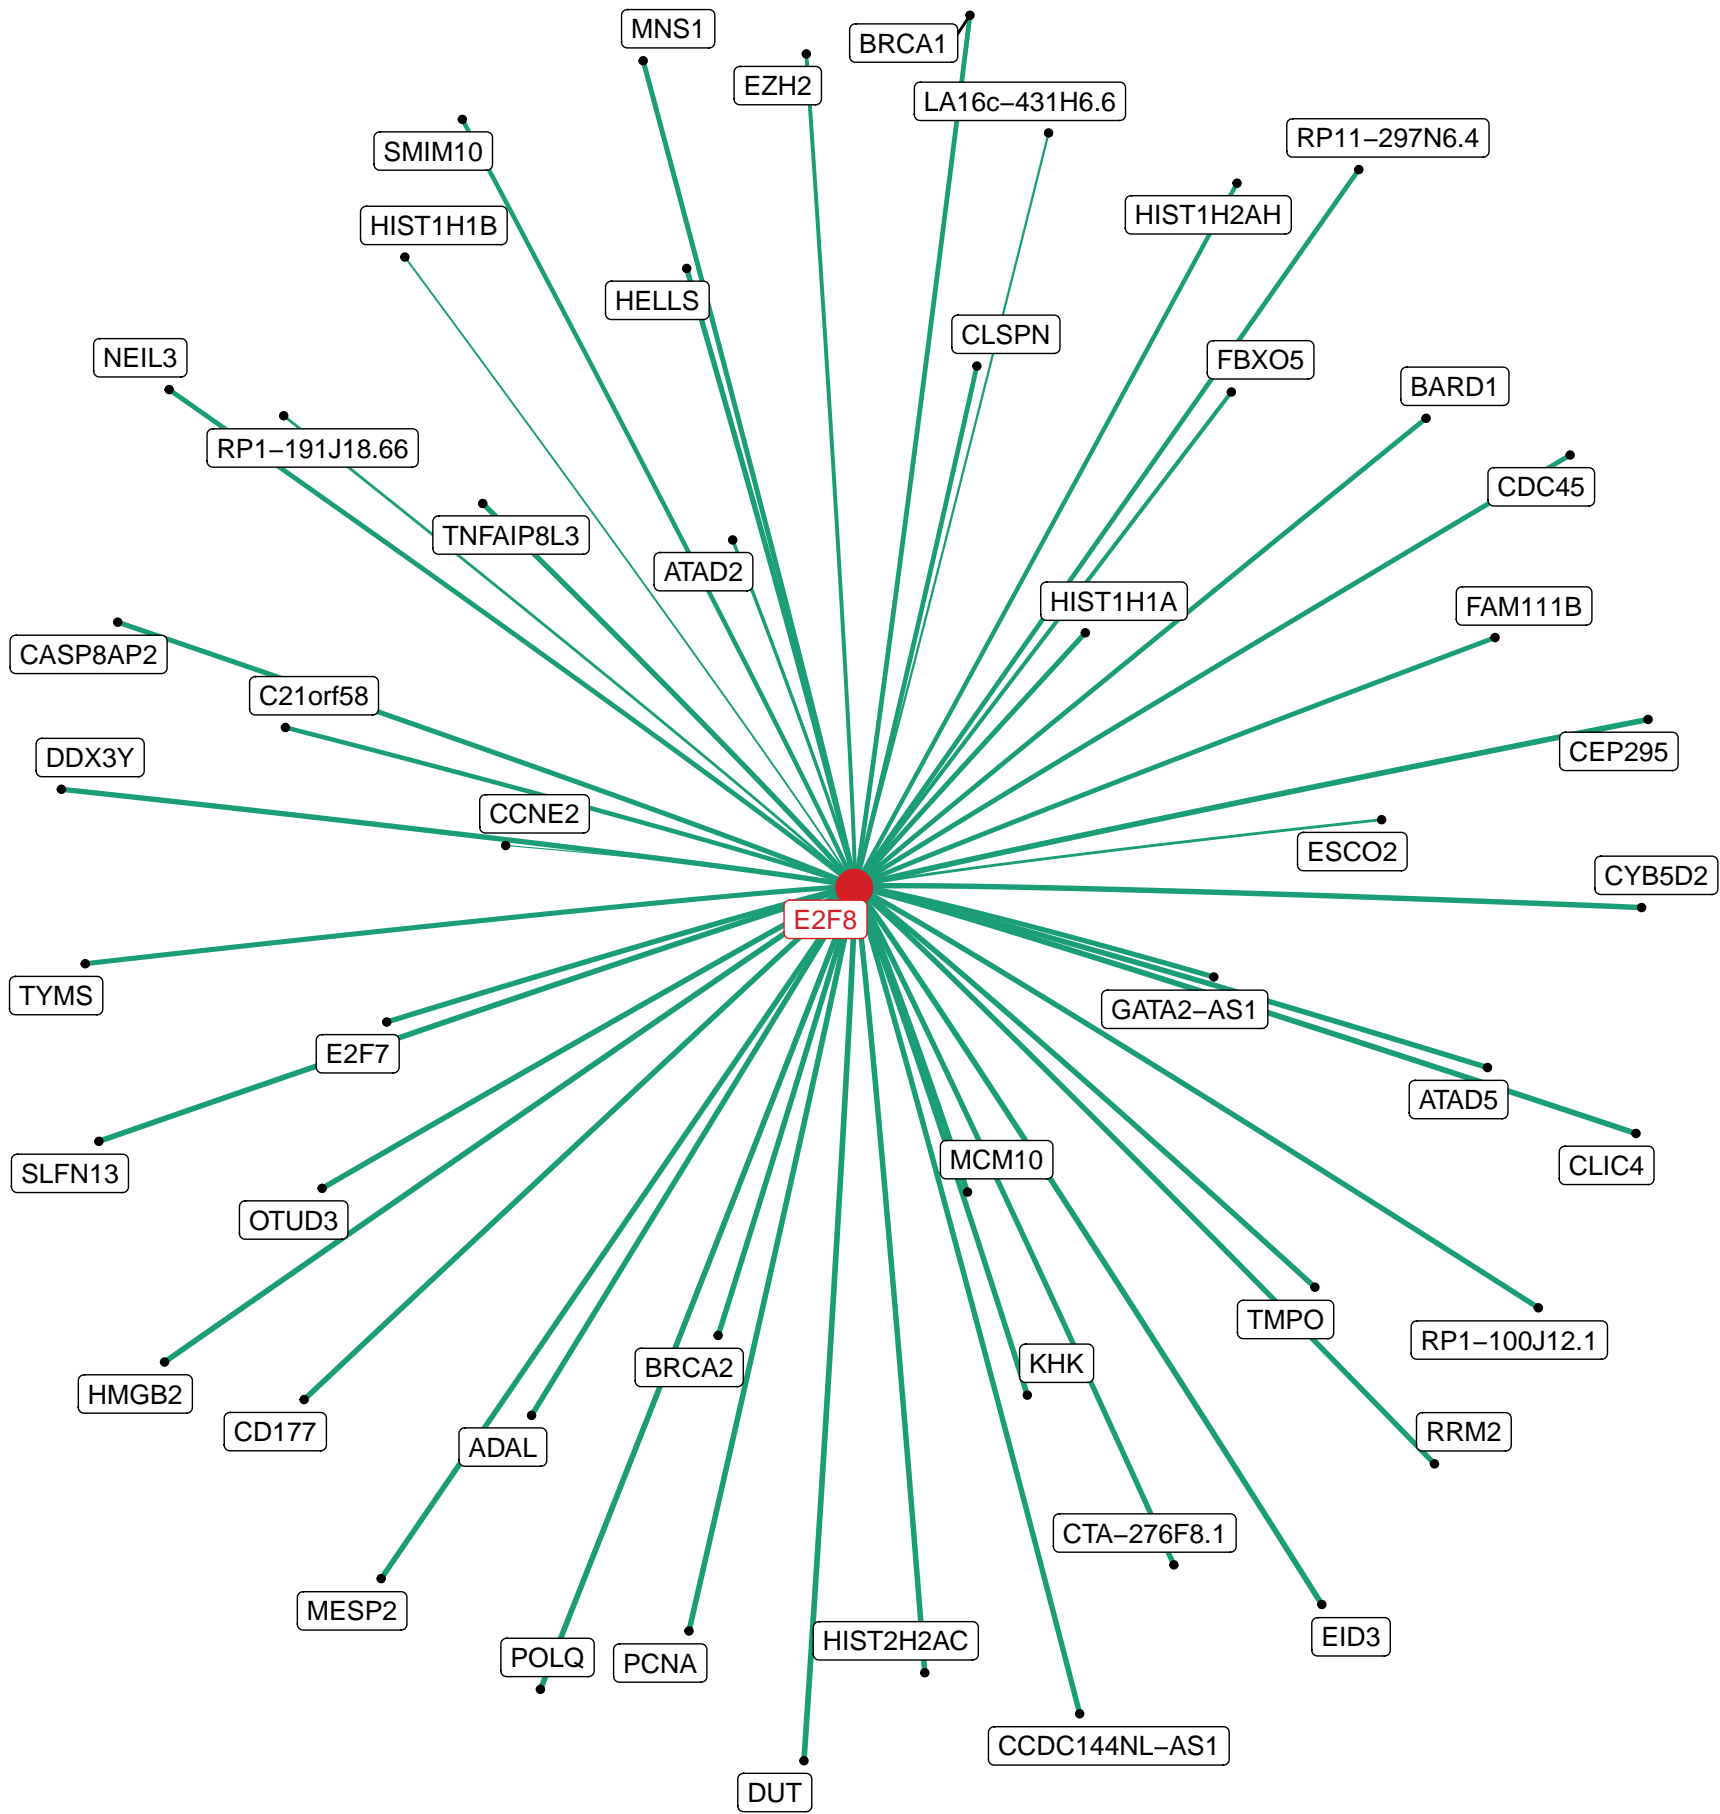 MNS1
BRCA1
EZH2
LA16c−431H6.6
RP11−297N6.4
SMIM10
HIST1H2AH
HIST1H1B
HELLS
CLSPN
NEIL3
FBXO5
BARD1
RP1−191J18.66
CDC45
TNFAIP8L3
ATAD2
HIST1H1A
FAM111B
CASP8AP2
C21orf58
CEP295
DDX3Y
CCNE2
ESCO2
CYB5D2
E2F8
TYMS
GATA2−AS1
E2F7
ATAD5
MCM10
CLIC4
SLFN13
OTUD3
TMPO
RP1−100J12.1
KHK
BRCA2
HMGB2
CD177
RRM2
ADAL
CTA−276F8.1
MESP2
EID3
HIST2H2AC
POLQ
PCNA
CCDC144NL−AS1
DUT